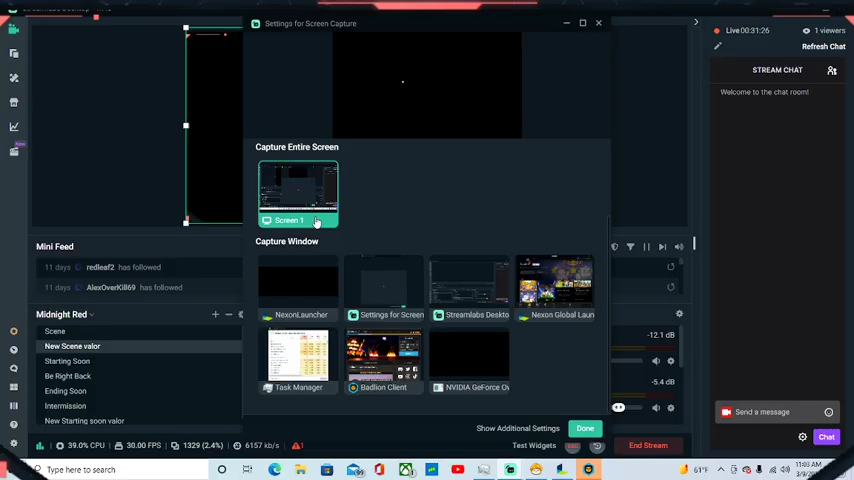 Settings for Screen Capture
Live 00:31:26
1 viewers
Refresh Chat
STREAM CHAT
Welcome to the chat room!
Capture Entire Screen
Screen 1
Capture Window
NexonLauncher
Settings for Screen
Streamlabs Deskto
Nexon Global Laun
Task Manager
Badlion Client
NVIDIA GeForce Ov
Mini Feed
11 days redleaf2 has followed
11 days AlexOverKill69 has followed
Midnight Red
Scene
New Scene valor
Starting Soon
Be Right Back
Ending Soon
Intermission
New Starting soon valor
-12.1 dB
-5.4 dB
Show Additional Settings
Done
Send a message
Chat
39.0% CPU
30.00 FPS
1329 (2.4%)
6157 kb/s
1
Test Widgets
End Stream
Type here to search
61°F
11:03 AM
New